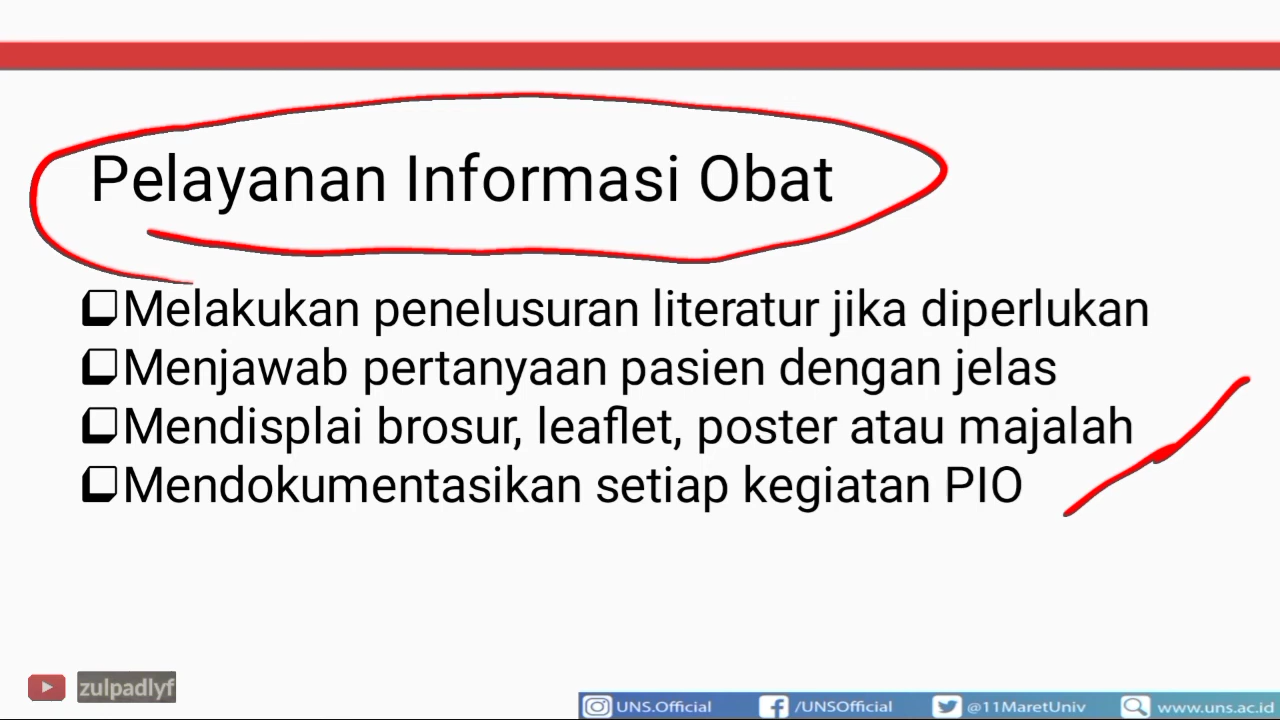 Pelayanan Informasi Obat
❏Melakukan penelusuran literatur jika diperlukan
❏Menjawab pertanyaan pasien dengan jelas
❏Mendisplai brosur, leaflet, poster atau majalah
❏Mendokumentasikan setiap kegiatan PIO
zulpadlyf
UNS.Official /UNSOfficial @11MaretUniv www.uns.ac.id